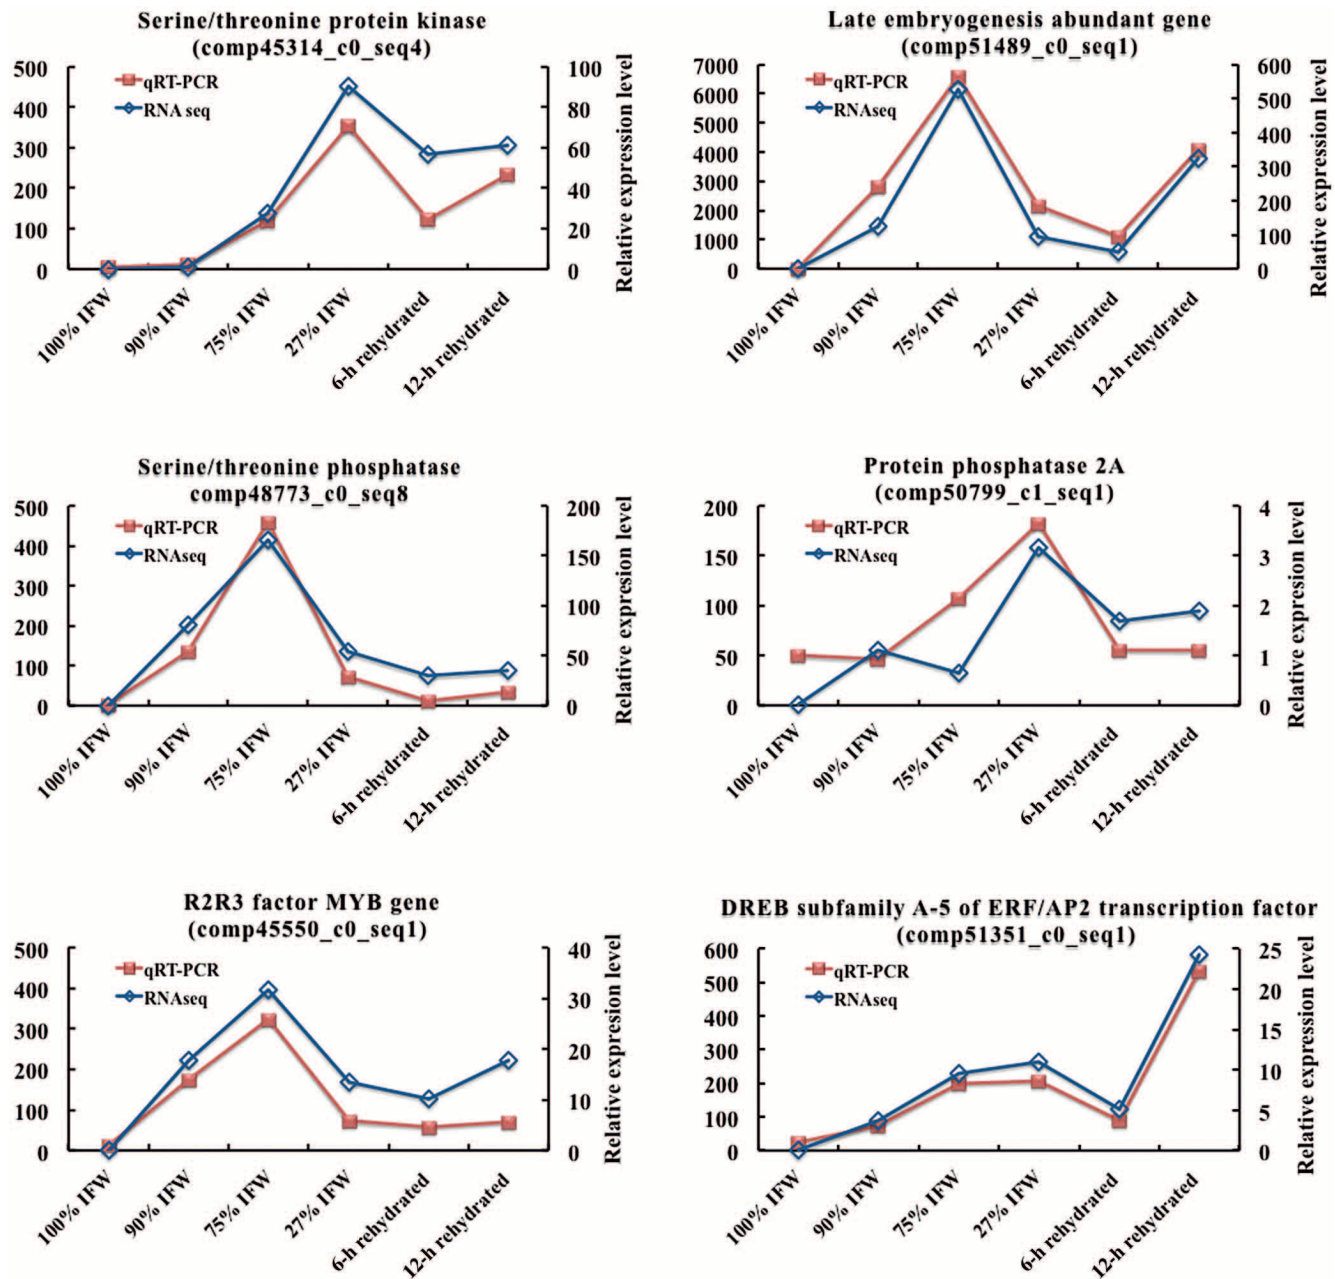 Serine/threonine protein kinase
(comp45314_c0_seq4)
500
400
300
200
100
0
qRT-PCR
RNA seq
100
80
60
40
20
0
Relative expression level
100% IFW
90% IFW
75% IFW
27% IFW
6-h rehydrated
12-h rehydrated
Late embryogenesis abundant gene
(comp51489_c0_seq1)
7000
6000
5000
4000
3000
2000
1000
0
qRT-PCR
RNAseq
600
500
400
300
200
100
0
Relative expression level
100% IFW
90% IFW
75% IFW
27% IFW
6-h rehydrated
12-h rehydrated
Serine/threonine phosphatase
comp48773_c0_seq8
500
400
300
200
100
0
qRT-PCR
RNAseq
200
150
100
50
0
Relative expression level
100% IFW
90% IFW
75% IFW
27% IFW
6-h rehydrated
12-h rehydrated
Protein phosphatase 2A
(comp50799_c1_seq1)
200
150
100
50
0
qRT-PCR
RNAseq
4
3
2
1
0
Relative expression level
100% IFW
90% IFW
75% IFW
27% IFW
6-h rehydrated
12-h rehydrated
R2R3 factor MYB gene
(comp45550_c0_seq1)
500
400
300
200
100
0
qRT-PCR
RNAseq
40
30
20
10
0
Relative expression level
100% IFW
90% IFW
75% IFW
27% IFW
6-h rehydrated
12-h rehydrated
DREB subfamily A-5 of ERF/AP2 transcription factor
(comp51351_c0_seq1)
600
500
400
300
200
100
0
qRT-PCR
RNAseq
25
20
15
10
5
0
Relative expression level
100% IFW
90% IFW
75% IFW
27% IFW
6-h rehydrated
12-h rehydrated